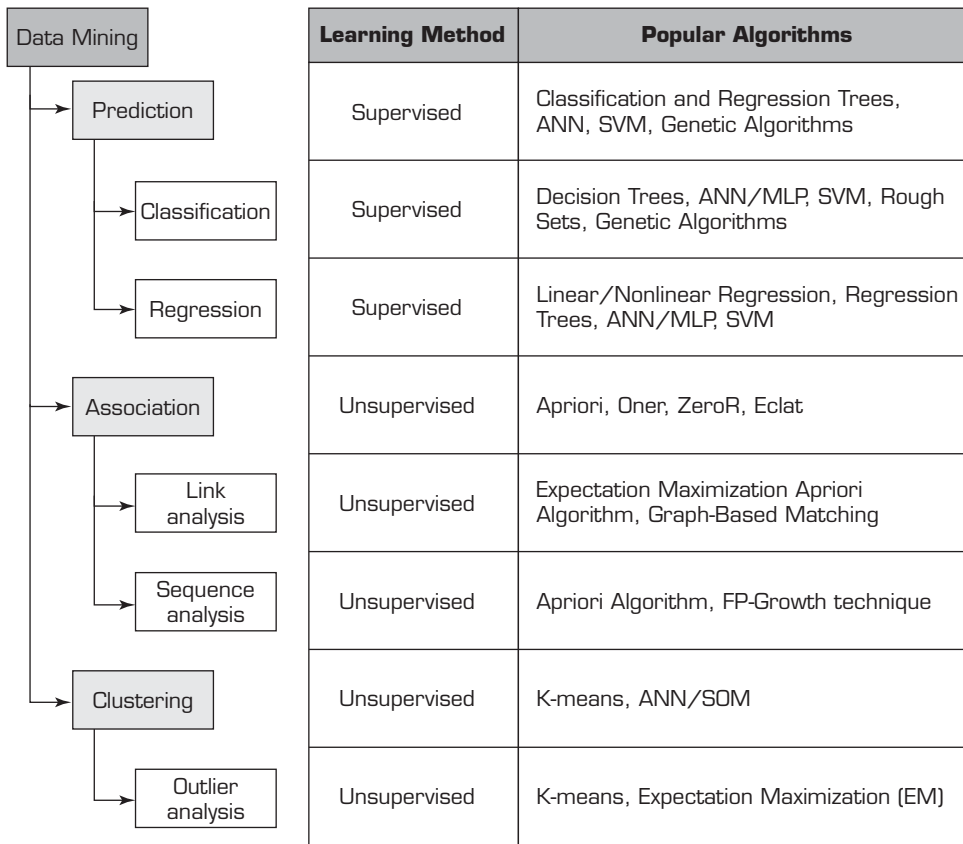 Data Mining
Learning Method
Popular Algorithms
Prediction
Supervised
Classification and Regression Trees,
ANN, SVM, Genetic Algorithms
Classification
Supervised
Decision Trees, ANN/MLP, SVM, Rough
Sets, Genetic Algorithms
Regression
Supervised
Linear/Nonlinear Regression, Regression
Trees, ANN/MLP, SVM
Association
Unsupervised
Apriori, Oner, ZeroR, Eclat
Link
analysis
Unsupervised
Expectation Maximization Apriori
Algorithm, Graph-Based Matching
Sequence
analysis
Unsupervised
Apriori Algorithm, FP-Growth technique
Clustering
Unsupervised
K-means, ANN/SOM
Outlier
analysis
Unsupervised
K-means, Expectation Maximization (EM)